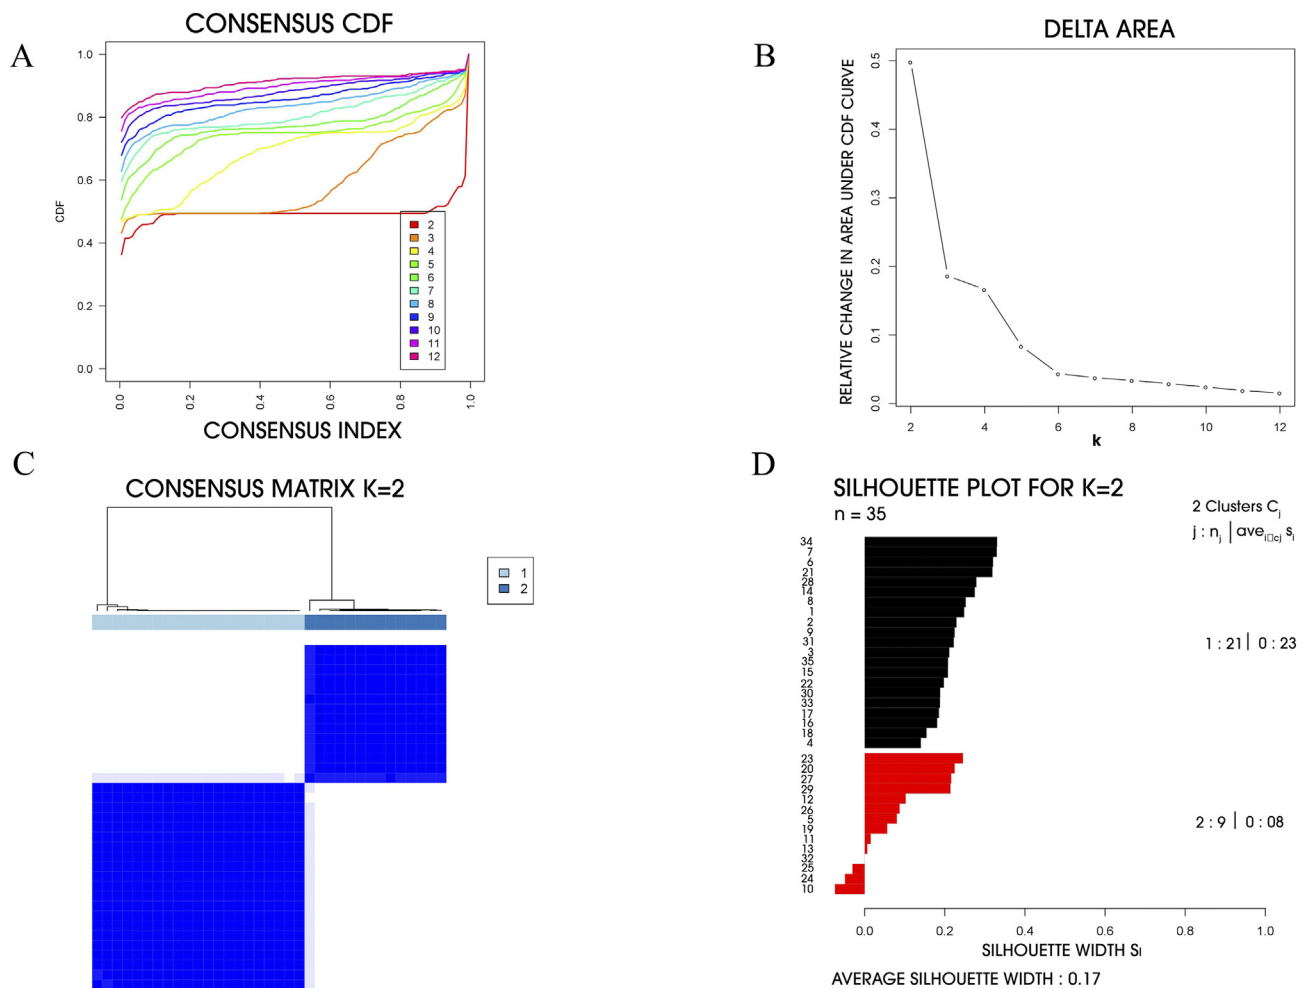 A
CONSENSUS CDF
CDF
1.0
0.8
0.6
0.4
0.2
0.0
2
3
4
5
6
7
8
9
10
11
12
0.0 0.2 0.4 0.6 0.8 1.0
CONSENSUS INDEX
B
DELTA AREA
RELATIVE CHANGE IN AREA UNDER CDF CURVE
0.5
0.4
0.3
0.2
0.1
0.0
2 4 6 8 10 12
k
C
CONSENSUS MATRIX K=2
1
2
D
SILHOUETTE PLOT FOR K=2
n = 35
2 Clusters Cj
j : nj | avei□cj si
34
7
6
21
28
14
8
1
2
9
31
3
35
15
22
30
33
17
16
18
4
1 : 21 | 0 : 23
23
20
27
29
12
26
5
19
11
13
32
25
24
10
2 : 9 | 0 : 08
0.0 0.2 0.4 0.6 0.8 1.0
SILHOUETTE WIDTH Si
AVERAGE SILHOUETTE WIDTH : 0.17